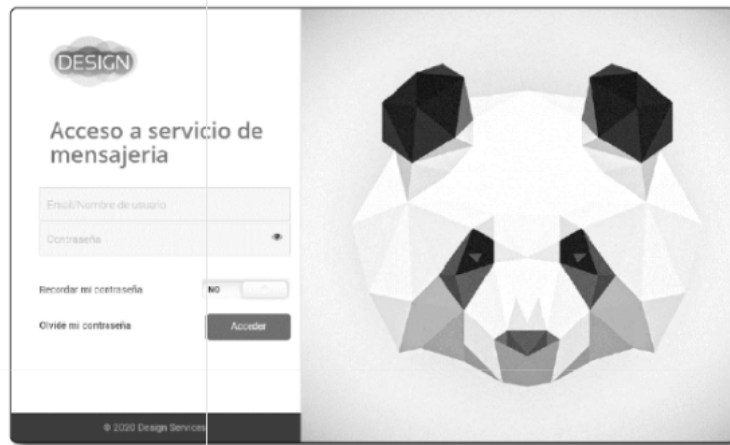 DESIGN
Acceso a servicio de
mensajeria
Email/Nombre de usuario
Contraseña
Recordar mi contraseña
NO
Olvidé mi contraseña
Acceder
© 2020 Design Services